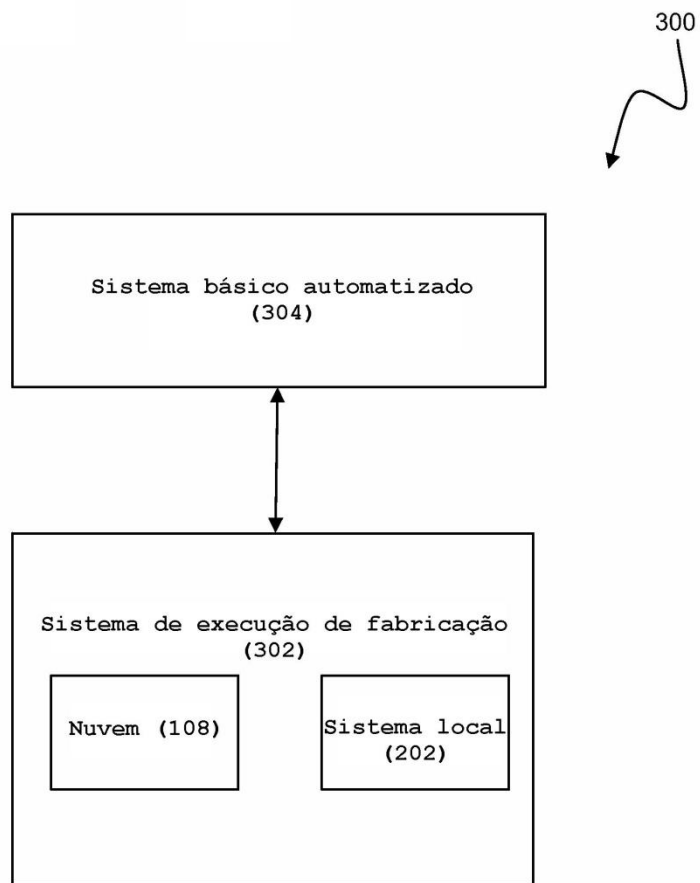 300
Sistema básico automatizado
(304)
Sistema de execução de fabricação
(302)
Nuvem (108)
Sistema local
(202)